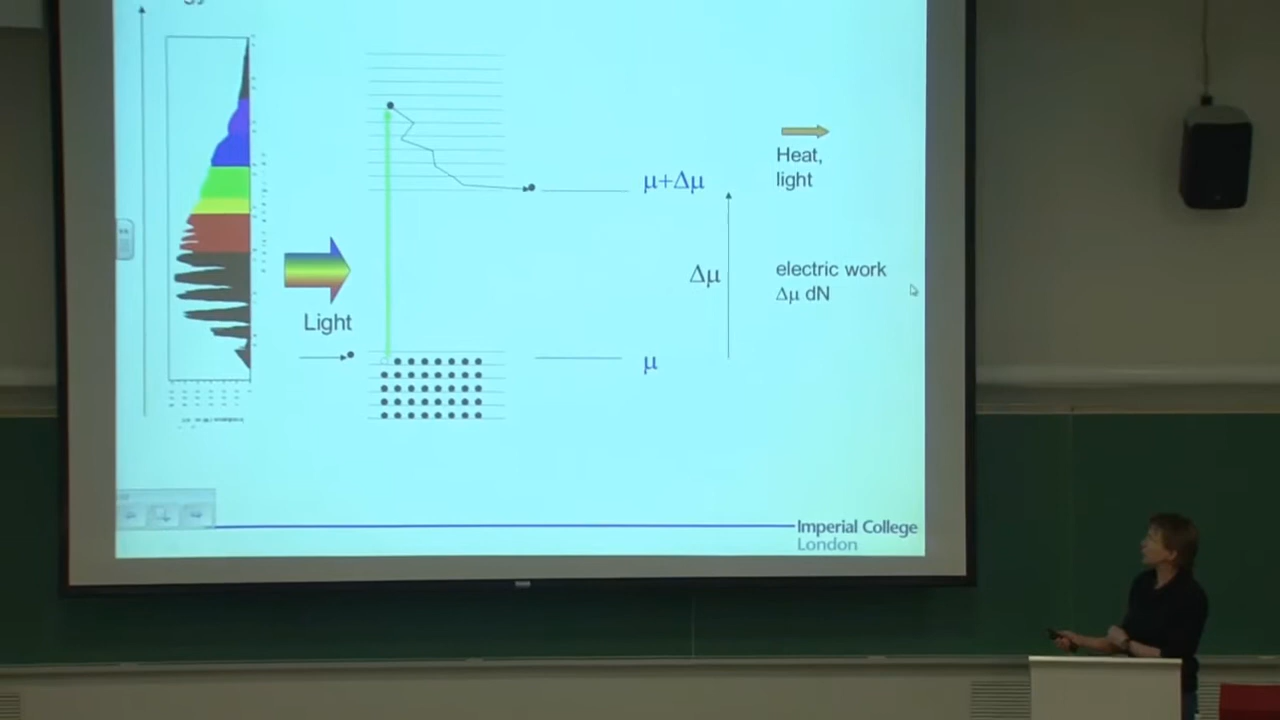 Light
μ+Δμ
Δμ
μ
Heat,
light
electric work
Δμ dN
Imperial College
London